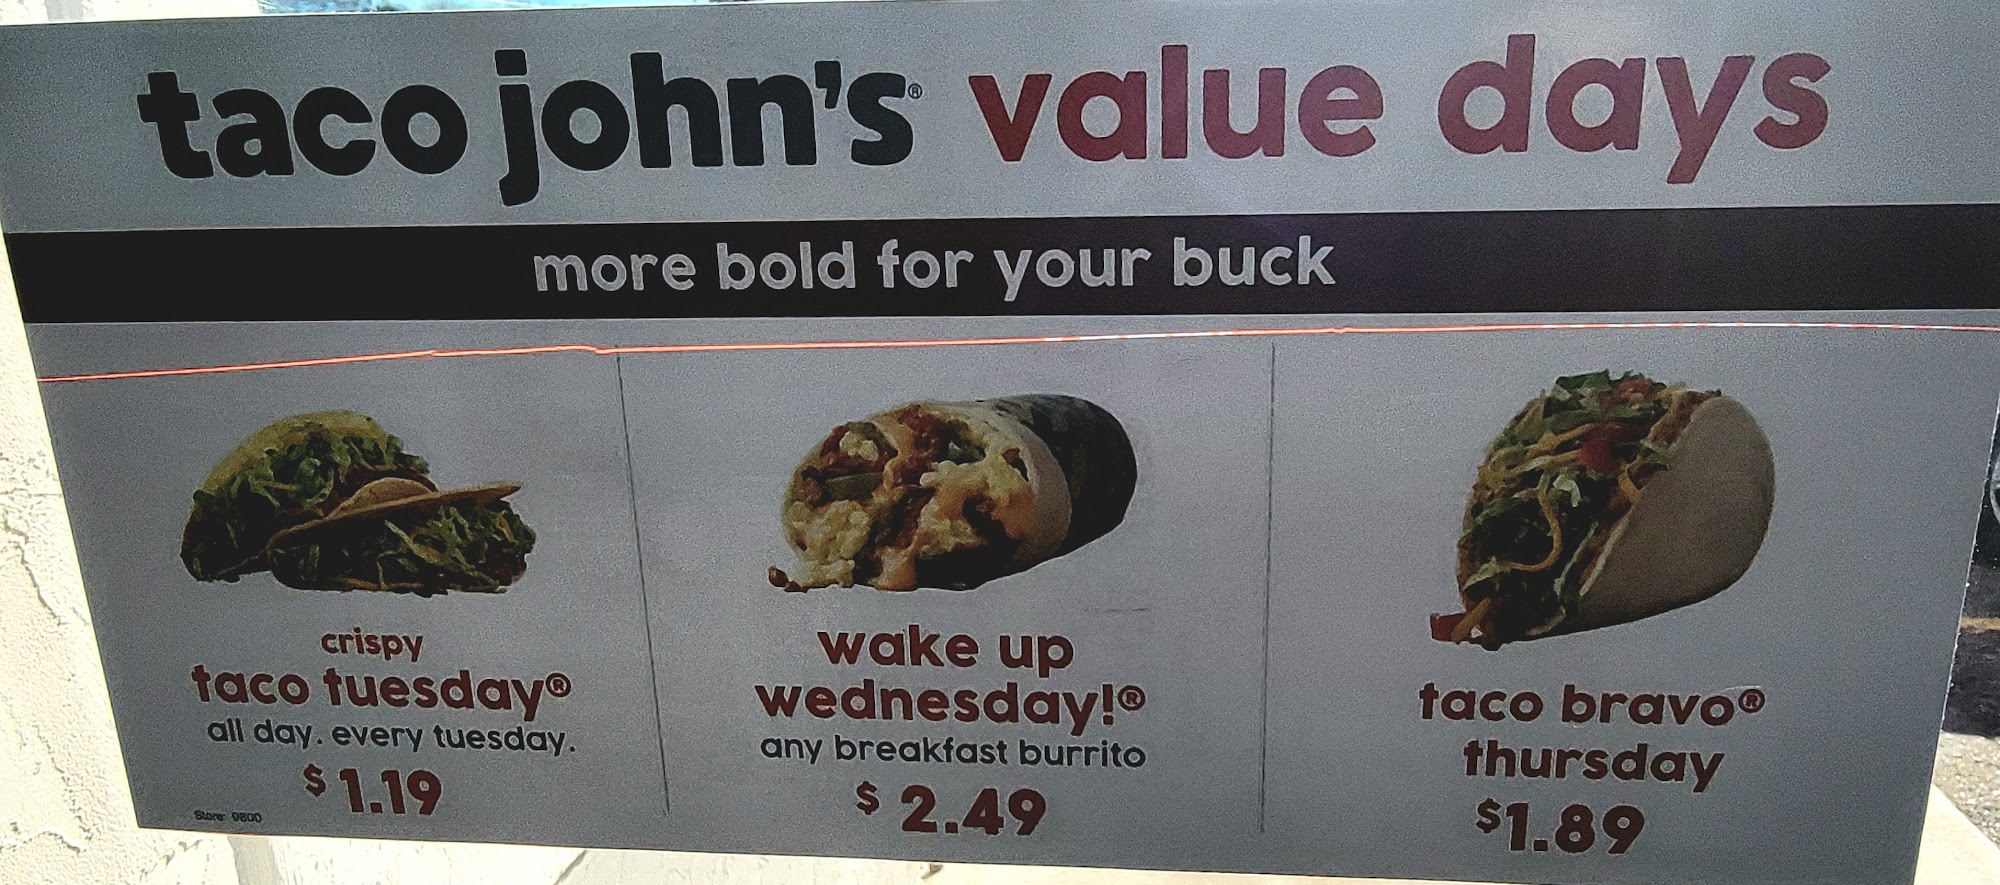 taco john's® value days
more bold for your buck
crispy
taco tuesday®
all day. every tuesday.
$1.19
Store: 9800
wake up
wednesday!®
any breakfast burrito
$2.49
taco bravo®
thursday
$1.89